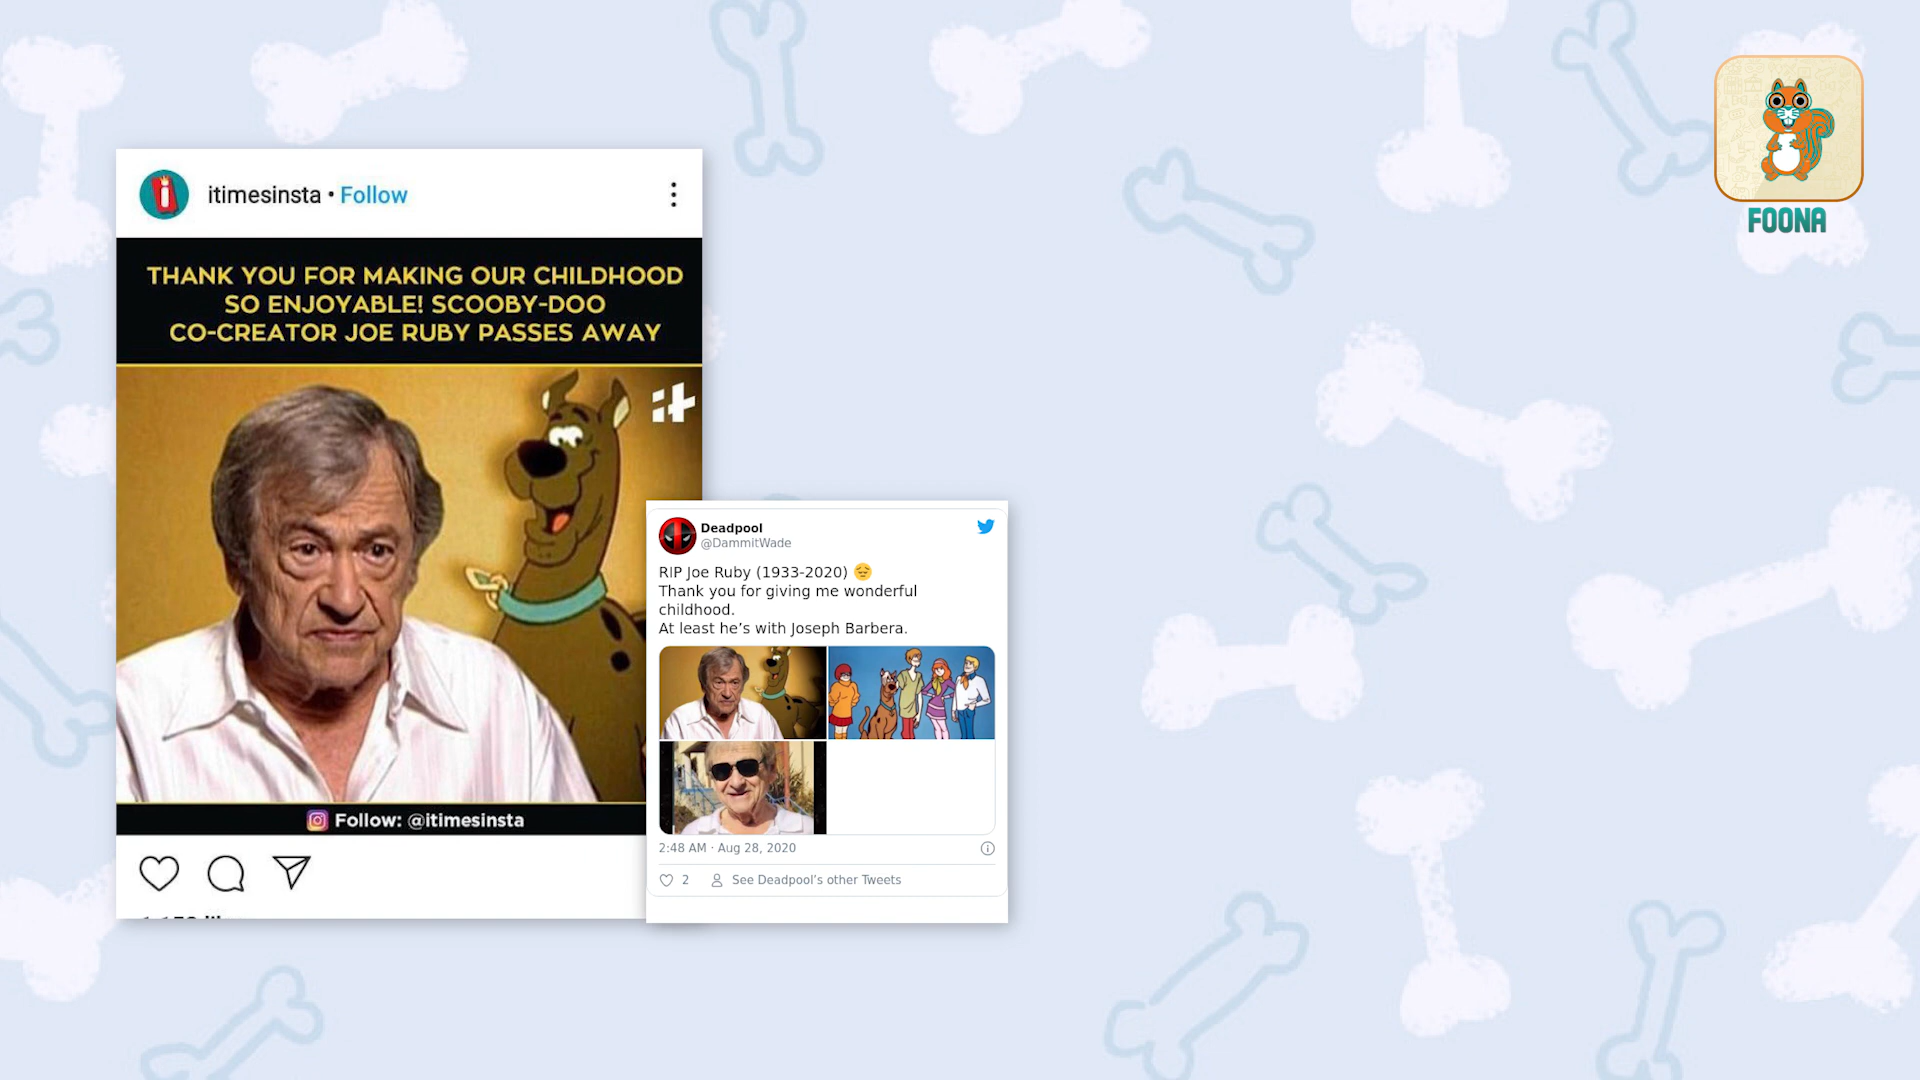 itimesinsta • Follow
THANK YOU FOR MAKING OUR CHILDHOOD
SO ENJOYABLE! SCOOBY-DOO
CO-CREATOR JOE RUBY PASSES AWAY
it
Follow: @itimesinsta
Deadpool
@DammitWade
RIP Joe Ruby (1933-2020) 😔
Thank you for giving me wonderful
childhood.
At least he’s with Joseph Barbera.
2:48 AM · Aug 28, 2020
2 See Deadpool's other Tweets
FOONA